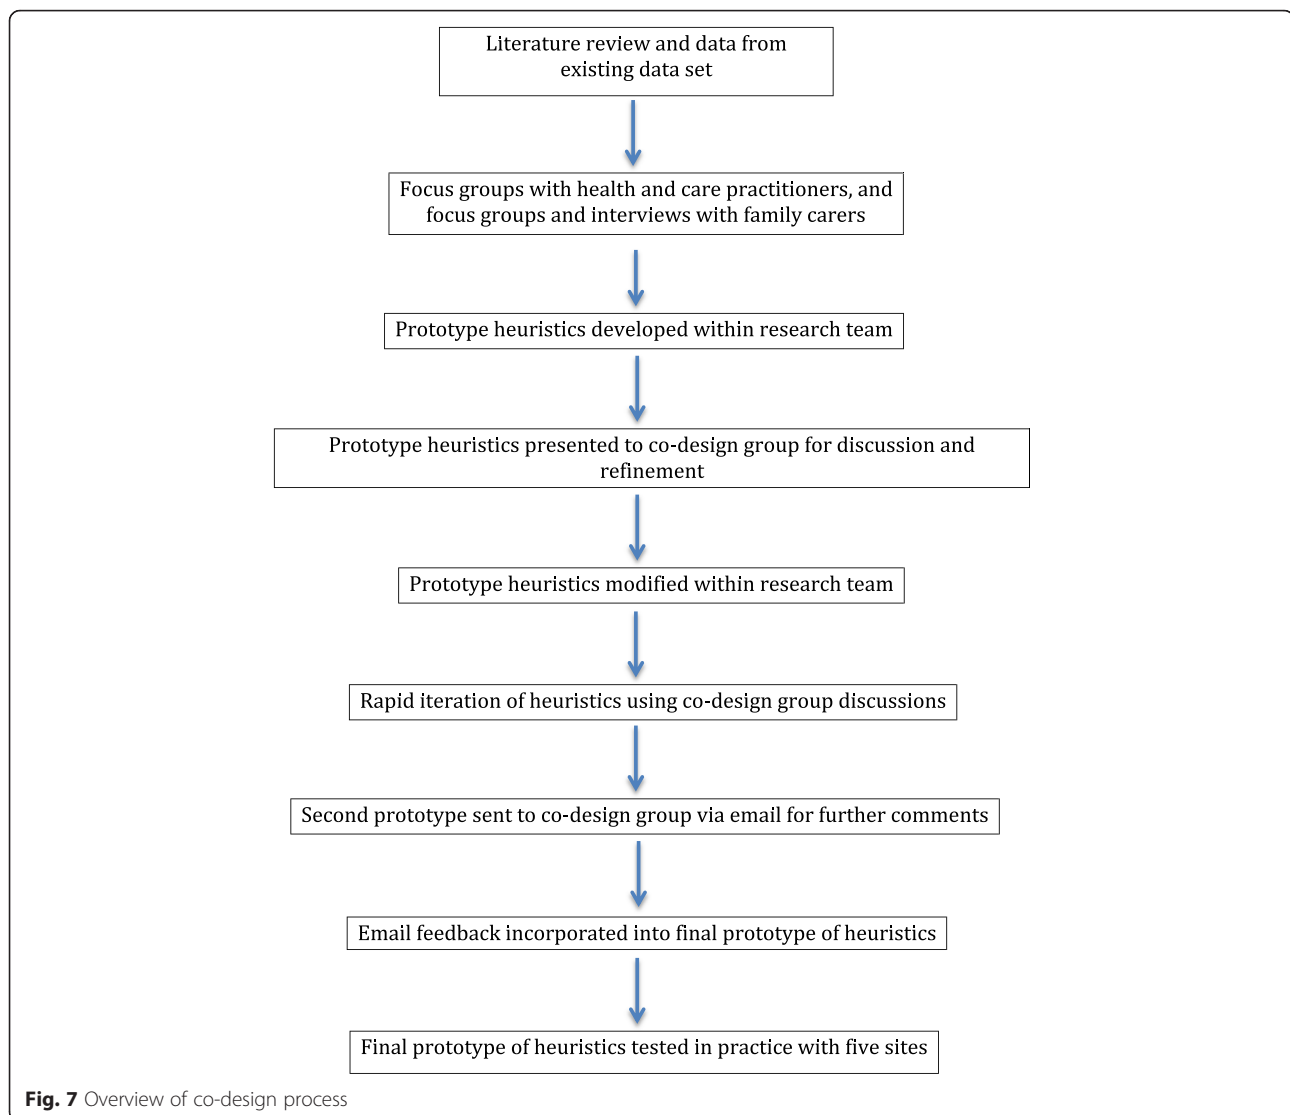 Literature review and data from
existing data set
Focus groups with health and care practitioners, and
focus groups and interviews with family carers
Prototype heuristics developed within research team
Prototype heuristics presented to co-design group for discussion and
refinement
Prototype heuristics modified within research team
Rapid iteration of heuristics using co-design group discussions
Second prototype sent to co-design group via email for further comments
Email feedback incorporated into final prototype of heuristics
Final prototype of heuristics tested in practice with five sites
Fig. 7 Overview of co-design process